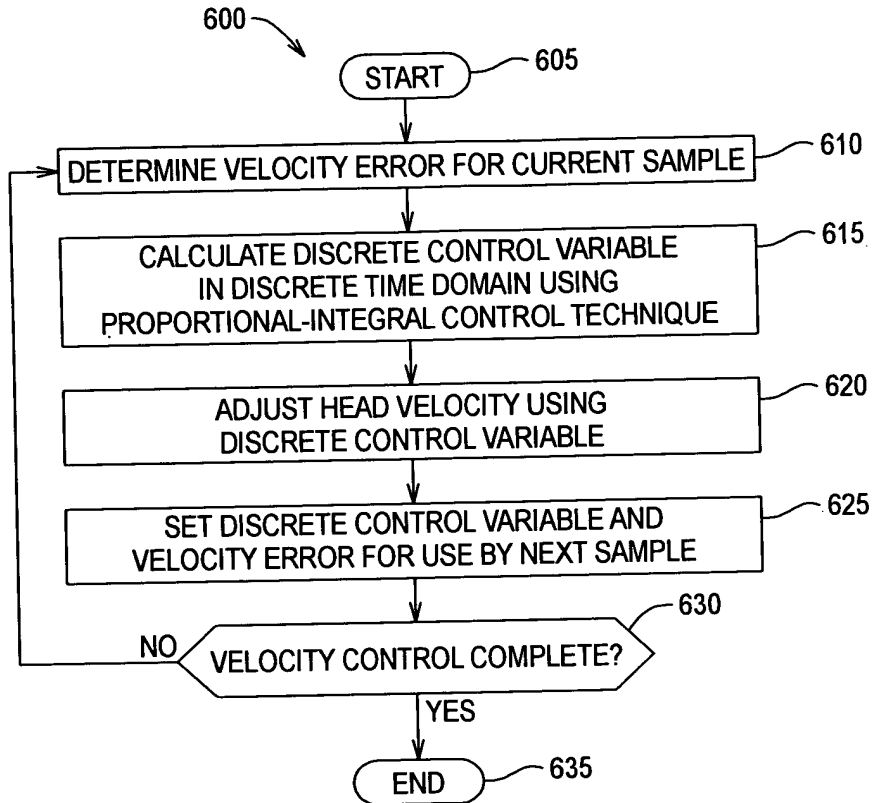 600
START
605
DETERMINE VELOCITY ERROR FOR CURRENT SAMPLE
610
CALCULATE DISCRETE CONTROL VARIABLE
IN DISCRETE TIME DOMAIN USING
PROPORTIONAL-INTEGRAL CONTROL TECHNIQUE
615
ADJUST HEAD VELOCITY USING
DISCRETE CONTROL VARIABLE
620
SET DISCRETE CONTROL VARIABLE AND
VELOCITY ERROR FOR USE BY NEXT SAMPLE
625
630
NO
VELOCITY CONTROL COMPLETE?
YES
END
635